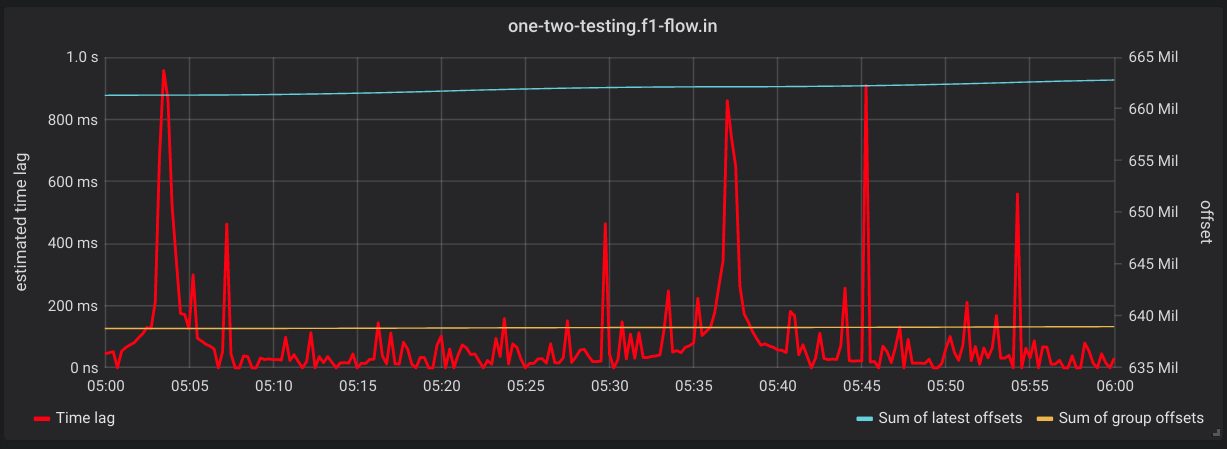 one-two-testing.f1-flow.in
1.0 s
800 ms
600 ms
400 ms
200 ms
0 ns
estimated time lag
665 Mil
660 Mil
655 Mil
650 Mil
645 Mil
640 Mil
635 Mil
offset
05:00 05:05 05:10 05:15 05:20 05:25 05:30 05:35 05:40 05:45 05:50 05:55 06:00
Time lag Sum of latest offsets Sum of group offsets